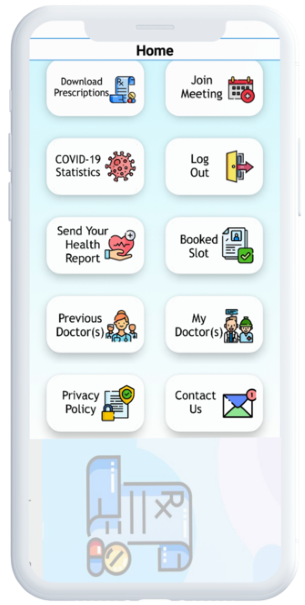 Home
Download
Prescriptions
Join
Meeting
COVID-19
Statistics
Log
Out
Send Your
Health
Report
Booked
Slot
Previous
Doctor(s)
My
Doctor(s)
Privacy
Policy
Contact
Us
Rx